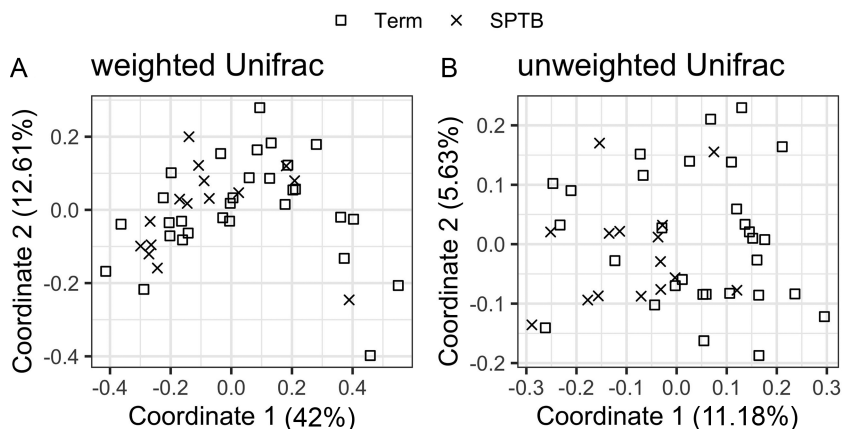 Term SPTB
A weighted Unifrac
B unweighted Unifrac
Coordinate 2 (12.61%)
0.2
0.0
-0.2
-0.4
-0.4 -0.2 0.0 0.2 0.4
Coordinate 1 (42%)
Coordinate 2 (5.63%)
0.2
0.1
0.0
-0.1
-0.2
-0.3 -0.2 -0.1 0.0 0.1 0.2 0.3
Coordinate 1 (11.18%)